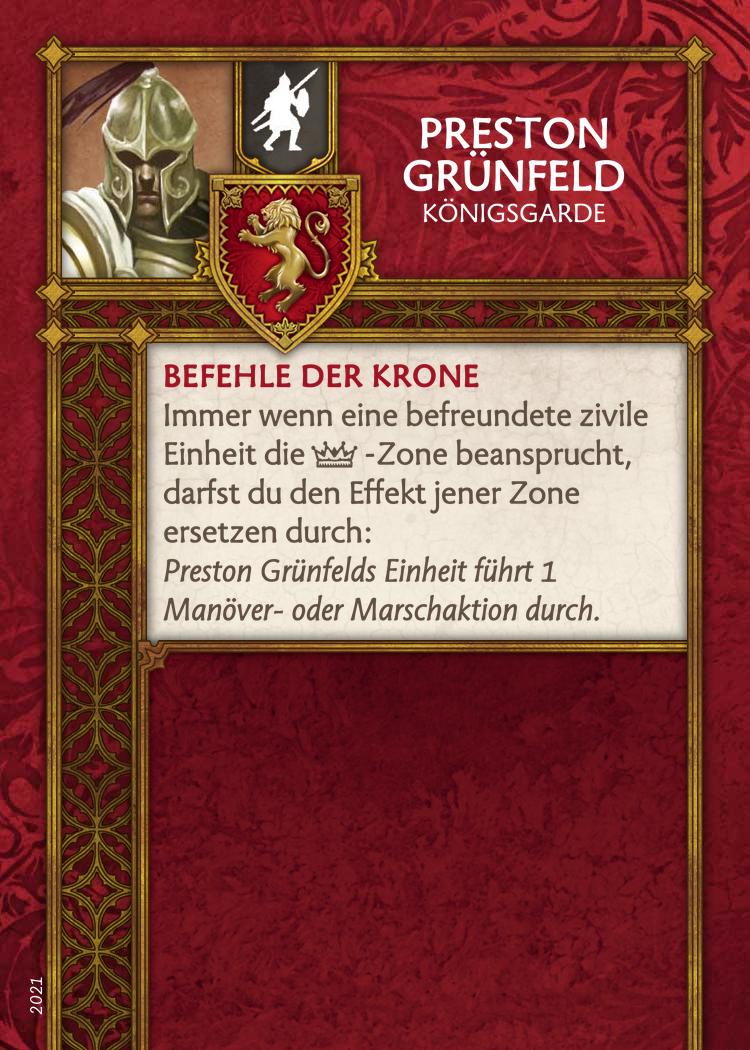 PRESTON
GRÜNFELD
KÖNIGSGARDE
BEFEHLE DER KRONE
Immer wenn eine befreundete zivile
Einheit die -Zone beansprucht,
darfst du den Effekt jener Zone
ersetzen durch:
Preston Grünfelds Einheit führt 1
Manöver- oder Marschaktion durch.
2021